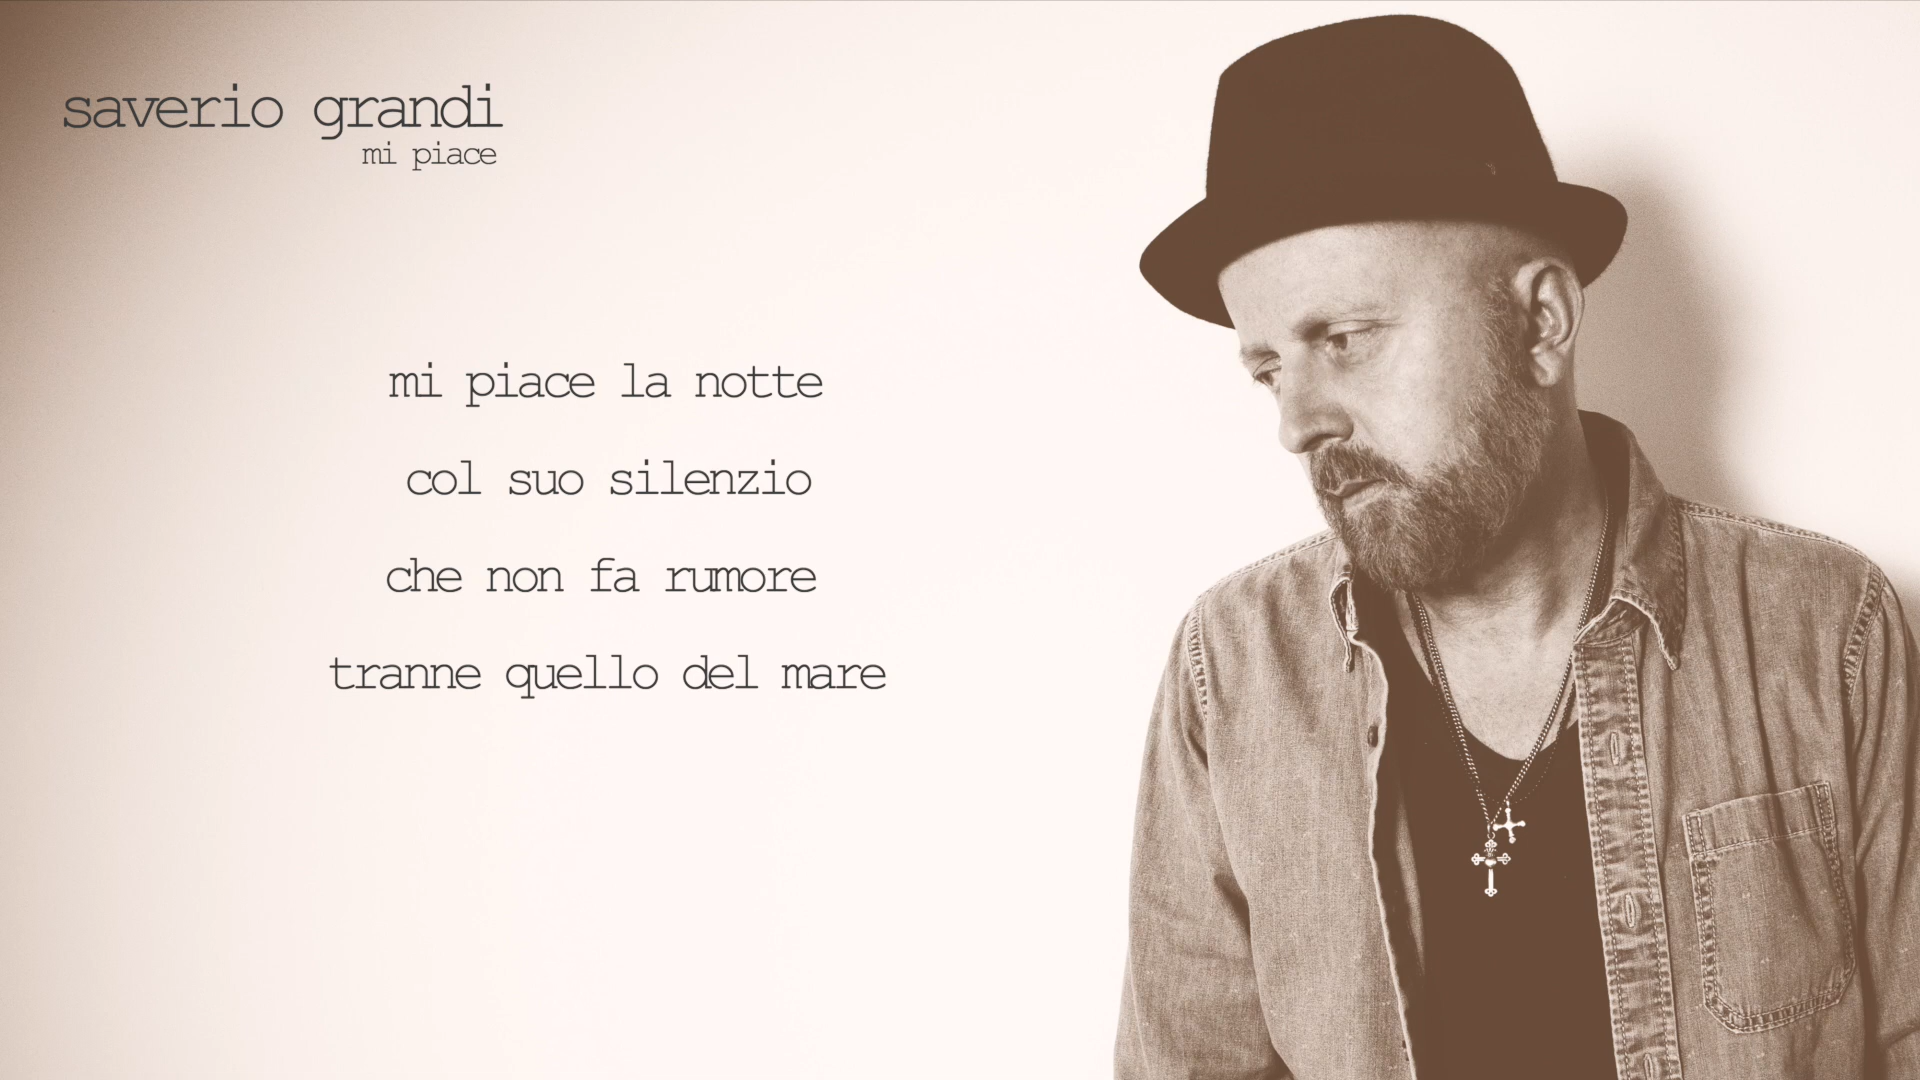 saverio grandi
mi piace
mi piace la notte
col suo silenzio
che non fa rumore
tranne quello del mare